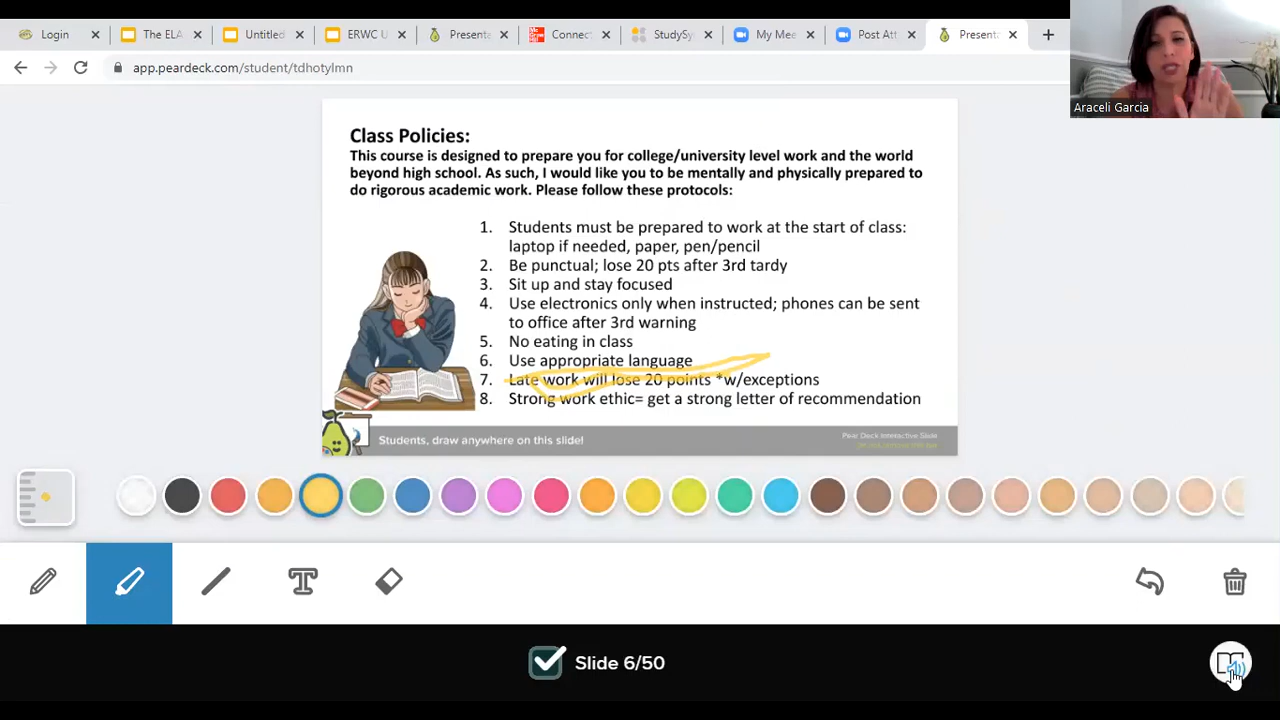 Login
The ELA
Untitled
ERWC U
Presenta
Connect
StudySy
My Mee
Post Att
Presenta
app.peardeck.com/student/tdhotylmn
Araceli Garcia
Class Policies:
This course is designed to prepare you for college/university level work and the world
beyond high school. As such, I would like you to be mentally and physically prepared to
do rigorous academic work. Please follow these protocols:
1. Students must be prepared to work at the start of class:
laptop if needed, paper, pen/pencil
2. Be punctual; lose 20 pts after 3rd tardy
3. Sit up and stay focused
4. Use electronics only when instructed; phones can be sent
to office after 3rd warning
5. No eating in class
6. Use appropriate language
7. Late work will lose 20 points *w/exceptions
8. Strong work ethic= get a strong letter of recommendation
Students, draw anywhere on this slide!
Pear Deck Interactive Slide
Slide 6/50